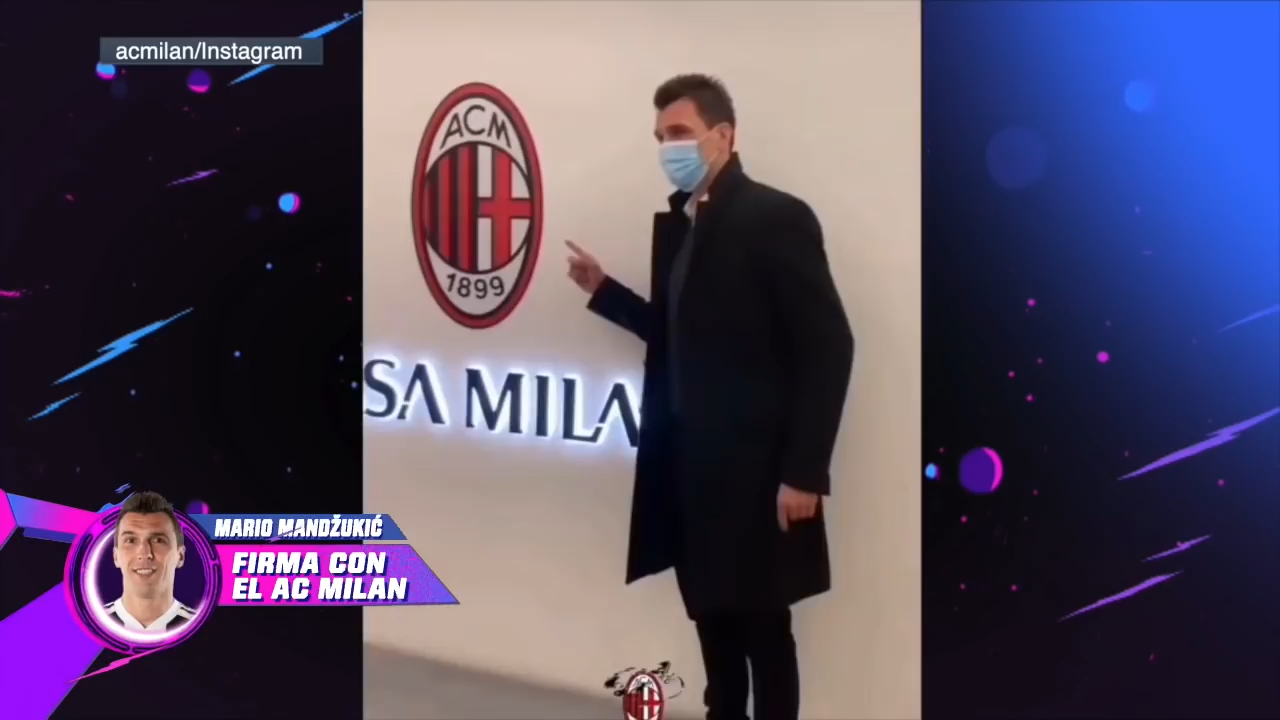 acmilan/Instagram
ACM
1899
SA MILA
MARIO MANDŽUKIĆ
FIRMA CON
EL AC MILAN